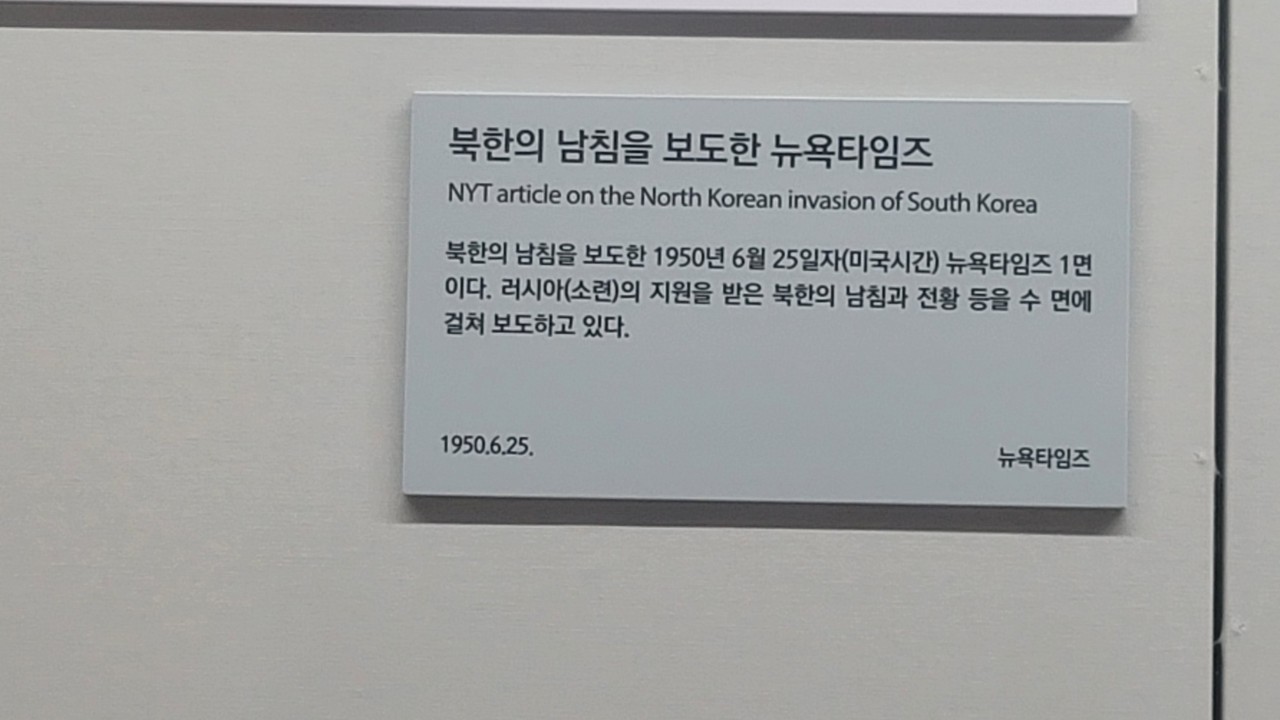 북한의 남침을 보도한 뉴욕타임즈
NYT article on the North Korean invasion of South Korea
북한의 남침을 보도한 1950년 6월 25일자(미국시간) 뉴욕타임즈 1면
이다. 러시아(소련)의 지원을 받은 북한의 남침과 전황 등을 수 면에
걸쳐 보도하고 있다.
1950.6.25.
뉴욕타임즈